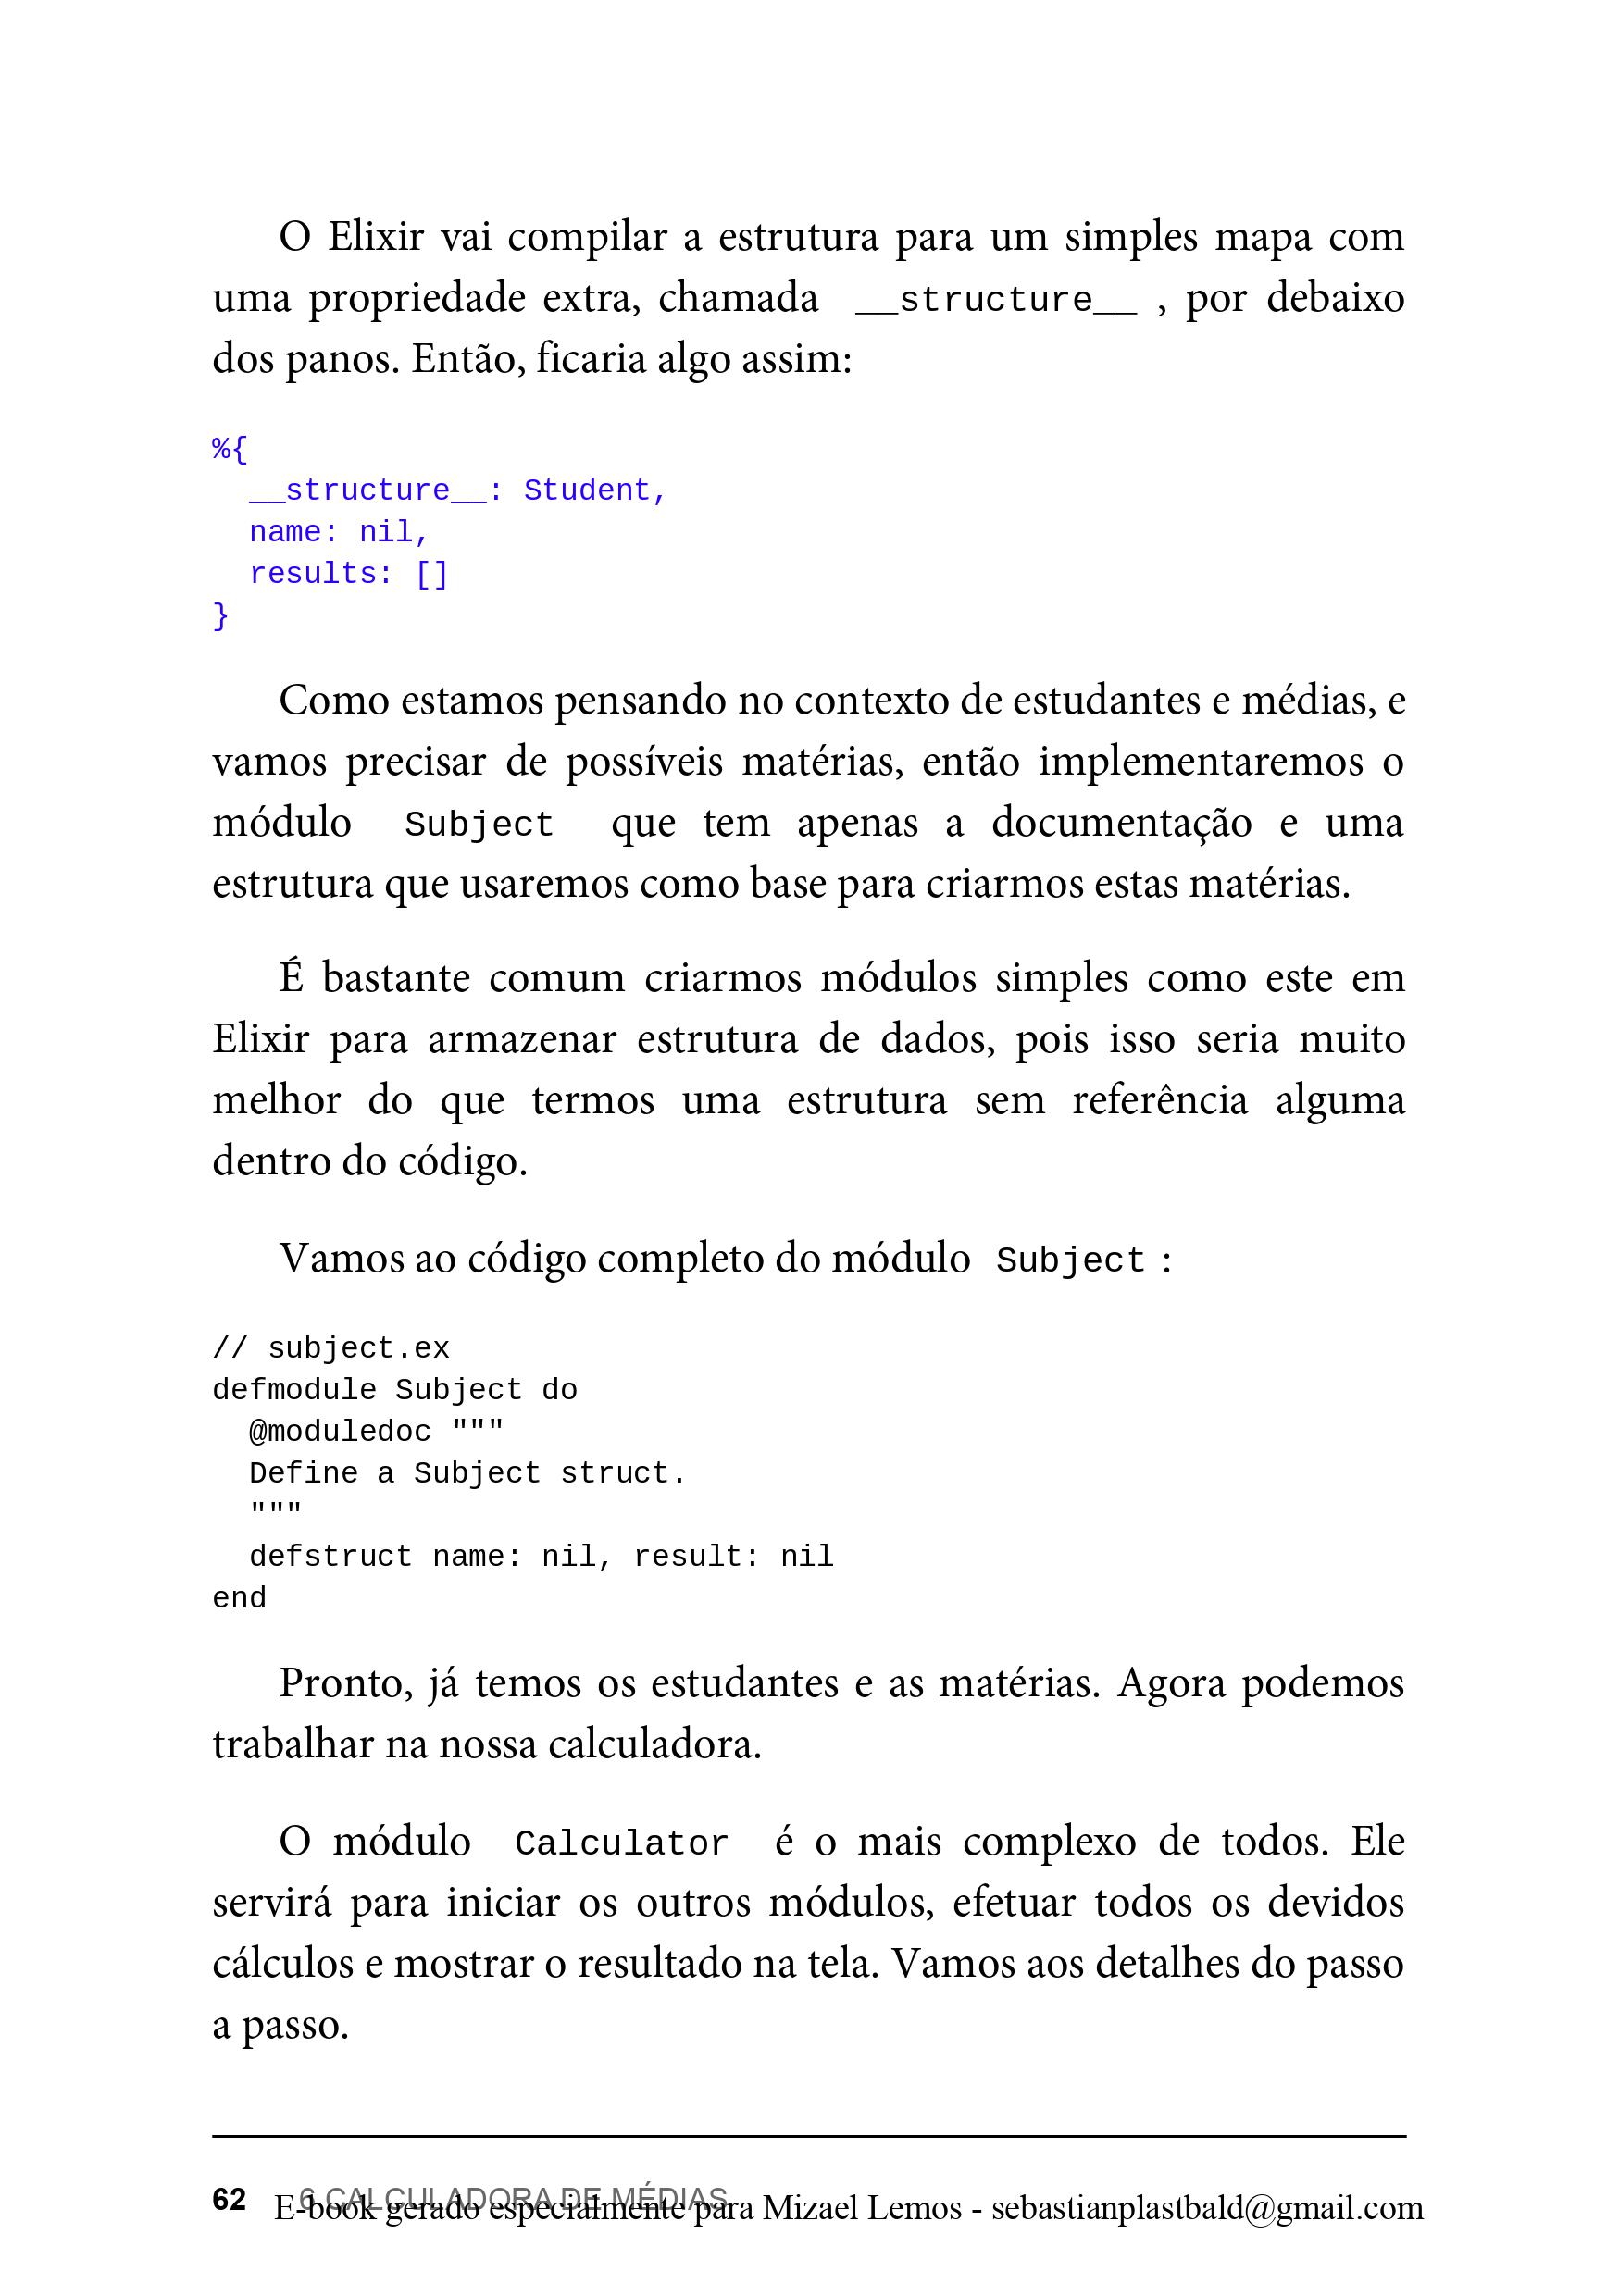 O Elixir vai compilar a estrutura para um simples mapa com
uma propriedade extra, chamada __structure__ , por debaixo
dos panos. Então, ficaria algo assim:
%{
  __structure__: Student,
  name: nil,
  results: []
}
Como estamos pensando no contexto de estudantes e médias, e
vamos precisar de possíveis matérias, então implementaremos o
módulo Subject que tem apenas a documentação e uma
estrutura que usaremos como base para criarmos estas matérias.
É bastante comum criarmos módulos simples como este em
Elixir para armazenar estrutura de dados, pois isso seria muito
melhor do que termos uma estrutura sem referência alguma
dentro do código.
Vamos ao código completo do módulo Subject :
// subject.ex
defmodule Subject do
  @moduledoc """
  Define a Subject struct.
  """
  defstruct name: nil, result: nil
end
Pronto, já temos os estudantes e as matérias. Agora podemos
trabalhar na nossa calculadora.
O módulo Calculator é o mais complexo de todos. Ele
servirá para iniciar os outros módulos, efetuar todos os devidos
cálculos e mostrar o resultado na tela. Vamos aos detalhes do passo
a passo.
62 6 CALCULADORA DE MÉDIAS
E-book gerado especialmente para Mizael Lemos - sebastianplastbald@gmail.com